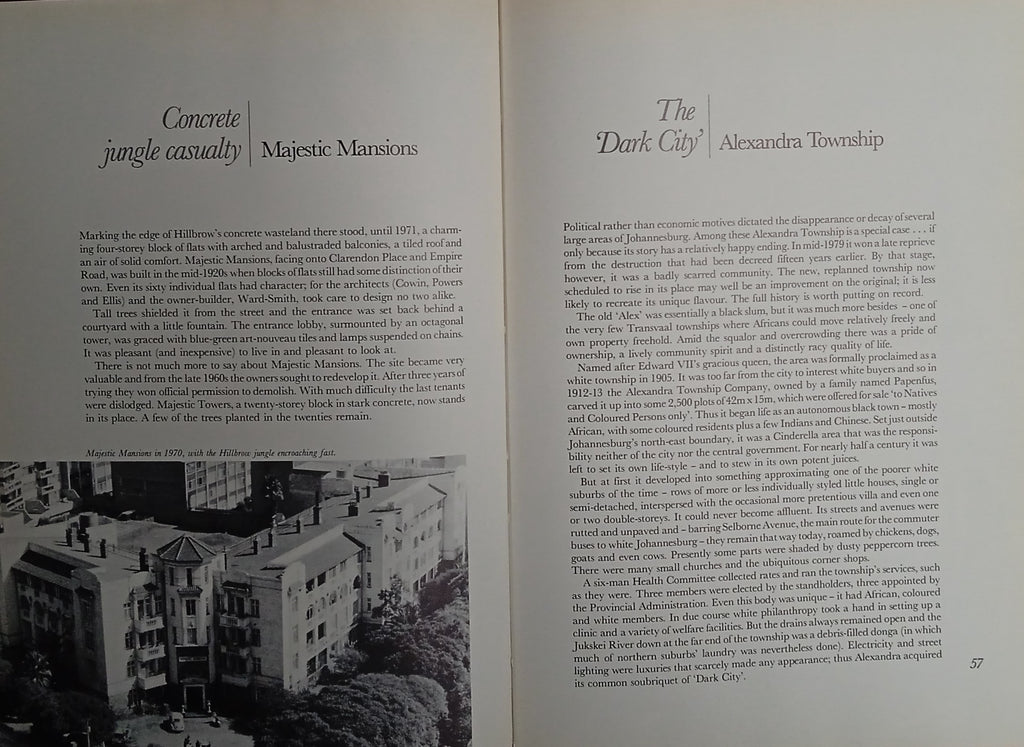 Concrete
jungle casualty
Majestic Mansions
Marking the edge of Hillbrow's concrete wasteland there stood, until 1971, a charm-
ing four-storey block of flats with arched and balustraded balconies, a tiled roof and
an air of solid comfort. Majestic Mansions, facing onto Clarendon Place and Empire
Road, was built in the mid-1920s when blocks of flats still had some distinction of their
own. Even its sixty individual flats had character; for the architects (Cowin, Powers
and Ellis) and the owner-builder, Ward-Smith, took care to design no two alike.
Tall trees shielded it from the street and the entrance was set back behind a
courtyard with a little fountain. The entrance lobby, surmounted by an octagonal
tower, was graced with blue-green art-nouveau tiles and lamps suspended on chains.
It was pleasant (and inexpensive) to live in and pleasant to look at.
There is not much more to say about Majestic Mansions. The site became very
valuable and from the late 1960s the owners sought to redevelop it. After three years of
trying they won official permission to demolish. With much difficulty the last tenants
were dislodged. Majestic Towers, a twenty-storey block in stark concrete, now stands
in its place. A few of the trees planted in the twenties remain.
Majestic Mansions in 1970, with the Hillbrow jungle encroaching fast.
The
'Dark City'
Alexandra Township
Political rather than economic motives dictated the disappearance or decay of several
large areas of Johannesburg. Among these Alexandra Township is a special case . . . if
only because its story has a relatively happy ending. In mid-1979 it won a late reprieve
from the destruction that had been decreed fifteen years earlier. By that stage,
however, it was a badly scarred community. The new, replanned township now
scheduled to rise in its place may well be an improvement on the original; it is less
likely to recreate its unique flavour. The full history is worth putting on record.
The old 'Alex' was essentially a black slum, but it was much more besides – one of
the very few Transvaal townships where Africans could move relatively freely and
own property freehold. Amid the squalor and overcrowding there was a pride of
ownership, a lively community spirit and a distinctly racy quality of life.
Named after Edward VII's gracious queen, the area was formally proclaimed as a
white township in 1905. It was too far from the city to interest white buyers and so in
1912-13 the Alexandra Township Company, owned by a family named Papenfus,
carved it up into some 2,500 plots of 42m x 15m, which were offered for sale 'to Natives
and Coloured Persons only'. Thus it began life as an autonomous black town – mostly
African, with some coloured residents plus a few Indians and Chinese. Set just outside
Johannesburg's north-east boundary, it was a Cinderella area that was the responsi-
bility neither of the city nor the central government. For nearly half a century it was
left to set its own life-style – and to stew in its own potent juices.
But at first it developed into something approximating one of the poorer white
suburbs of the time – rows of more or less individually styled little houses, single or
semi-detached, interspersed with the occasional more pretentious villa and even one
or two double-storeys. It could never become affluent. Its streets and avenues were
rutted and unpaved and – barring Selborne Avenue, the main route for the commuter
buses to white Johannesburg – they remain that way today, roamed by chickens, dogs,
goats and even cows. Presently some parts were shaded by dusty peppercorn trees.
There were many small churches and the ubiquitous corner shops.
A six-man Health Committee collected rates and ran the township's services, such
as they were. Three members were elected by the standholders, three appointed by
the Provincial Administration. Even this body was unique – it had African, coloured
and white members. In due course white philanthropy took a hand in setting up a
clinic and a variety of welfare facilities. But the drains always remained open and the
Jukskei River down at the far end of the township was a debris-filled donga (in which
much of northern suburbs' laundry was nevertheless done). Electricity and street
lighting were luxuries that scarcely made any appearance; thus Alexandra acquired
its common soubriquet of 'Dark City'.
57